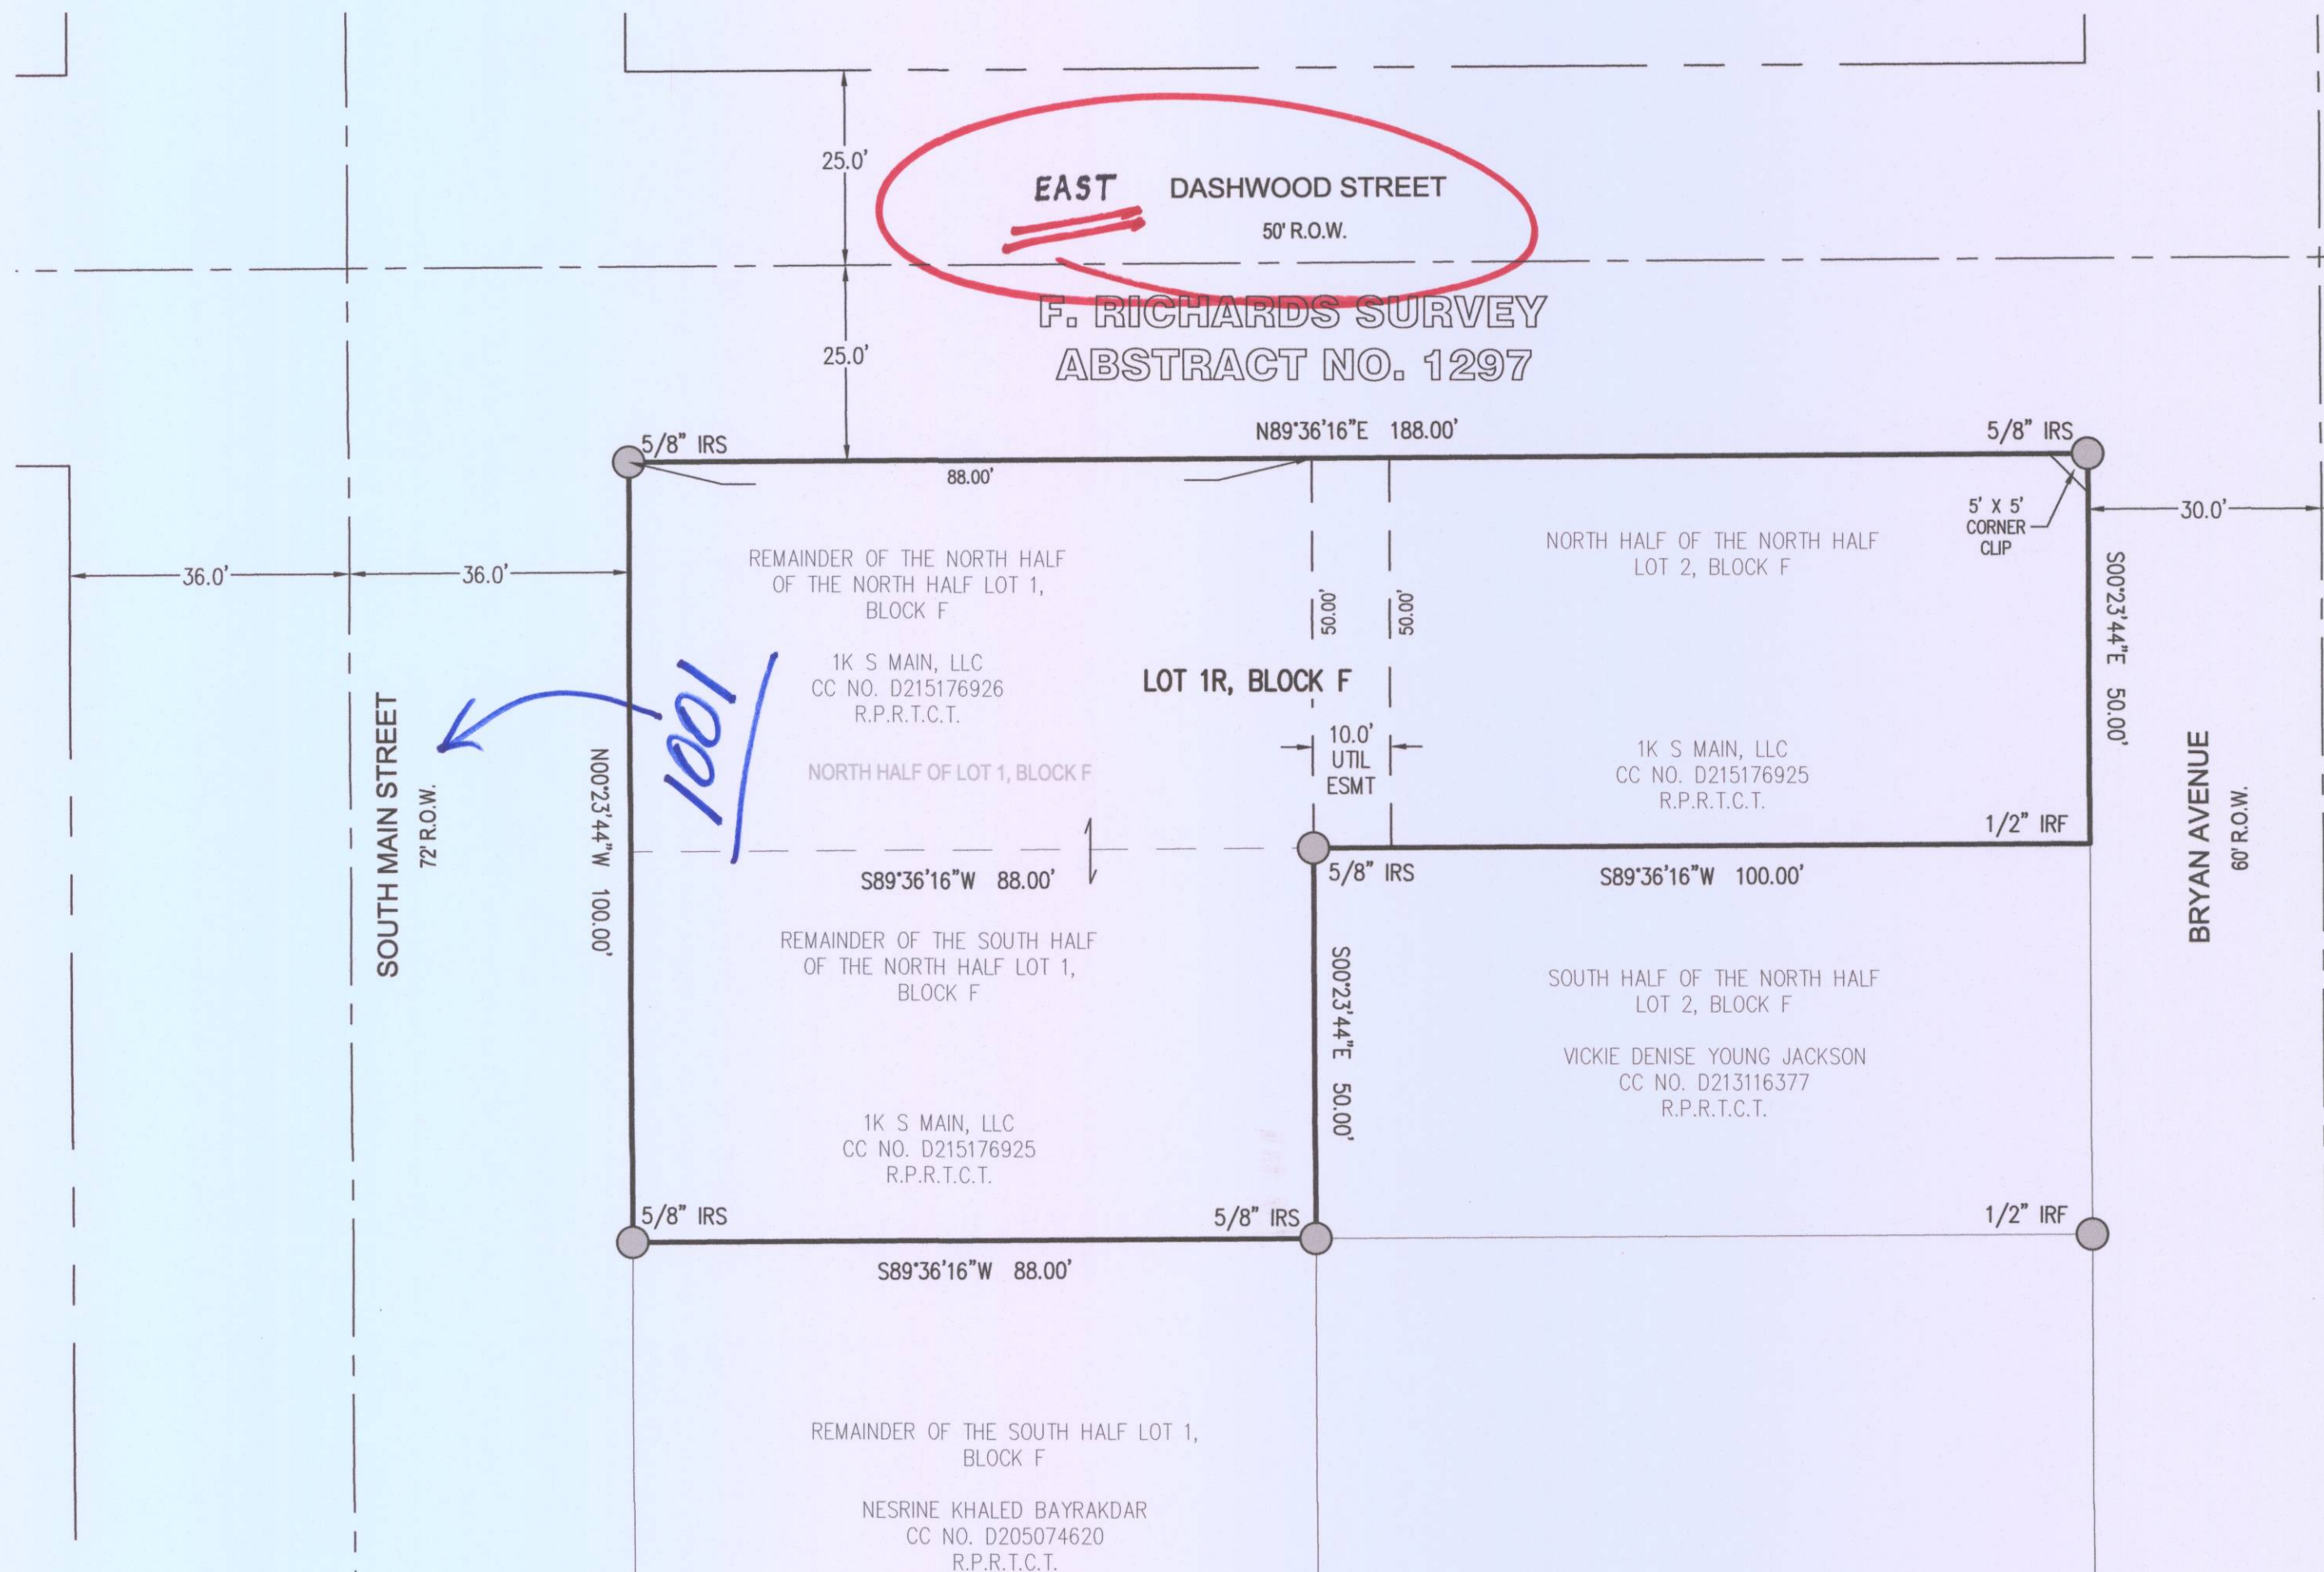 25.0'
EAST DASHWOOD STREET
50' R.O.W.
F. RICHARDS SURVEY
ABSTRACT NO. 1297
25.0'
N89°36'16"E 188.00'
5/8" IRS
5/8" IRS
88.00'
5' X 5'
CORNER
CLIP
30.0'
36.0'
36.0'
REMAINDER OF THE NORTH HALF
OF THE NORTH HALF LOT 1,
BLOCK F
1K S MAIN, LLC
CC NO. D215176926
R.P.R.T.C.T.
NORTH HALF OF LOT 1, BLOCK F
1001
50.00'
50.00'
LOT 1R, BLOCK F
10.0'
UTIL
ESMT
NORTH HALF OF THE NORTH HALF
LOT 2, BLOCK F
1K S MAIN, LLC
CC NO. D215176925
R.P.R.T.C.T.
S00°23'44"E 50.00'
SOUTH MAIN STREET
72' R.O.W.
N00°23'44"W 100.00'
BRYAN AVENUE
60' R.O.W.
1/2" IRF
S89°36'16"W 88.00'
5/8" IRS
S89°36'16"W 100.00'
REMAINDER OF THE SOUTH HALF
OF THE NORTH HALF LOT 1,
BLOCK F
1K S MAIN, LLC
CC NO. D215176925
R.P.R.T.C.T.
S00°23'44"E 50.00'
SOUTH HALF OF THE NORTH HALF
LOT 2, BLOCK F
VICKIE DENISE YOUNG JACKSON
CC NO. D213116377
R.P.R.T.C.T.
5/8" IRS
5/8" IRS
1/2" IRF
S89°36'16"W 88.00'
REMAINDER OF THE SOUTH HALF LOT 1,
BLOCK F
NESRINE KHALED BAYRAKDAR
CC NO. D205074620
R.P.R.T.C.T.